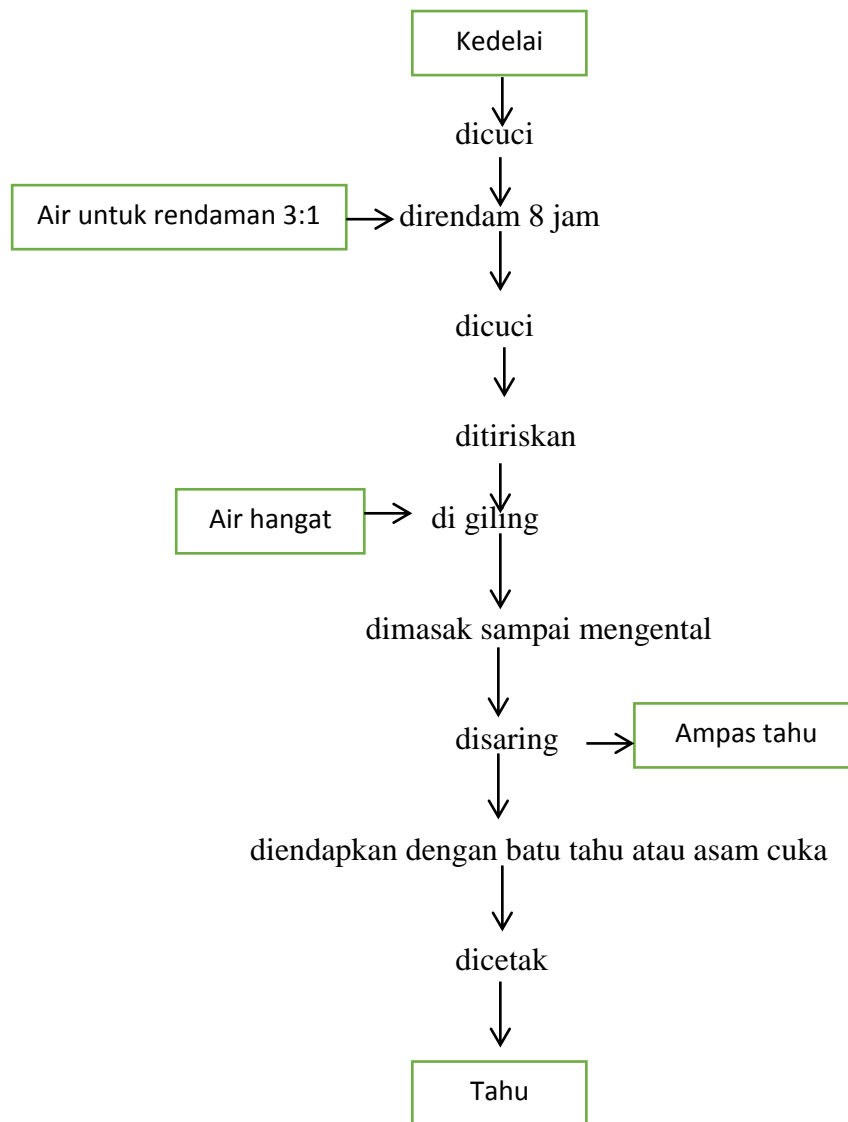 Kedelai
dicuci
Air untuk rendaman 3:1
direndam 8 jam
dicuci
ditiriskan
Air hangat
di giling
dimasak sampai mengental
disaring
Ampas tahu
diendapkan dengan batu tahu atau asam cuka
dicetak
Tahu